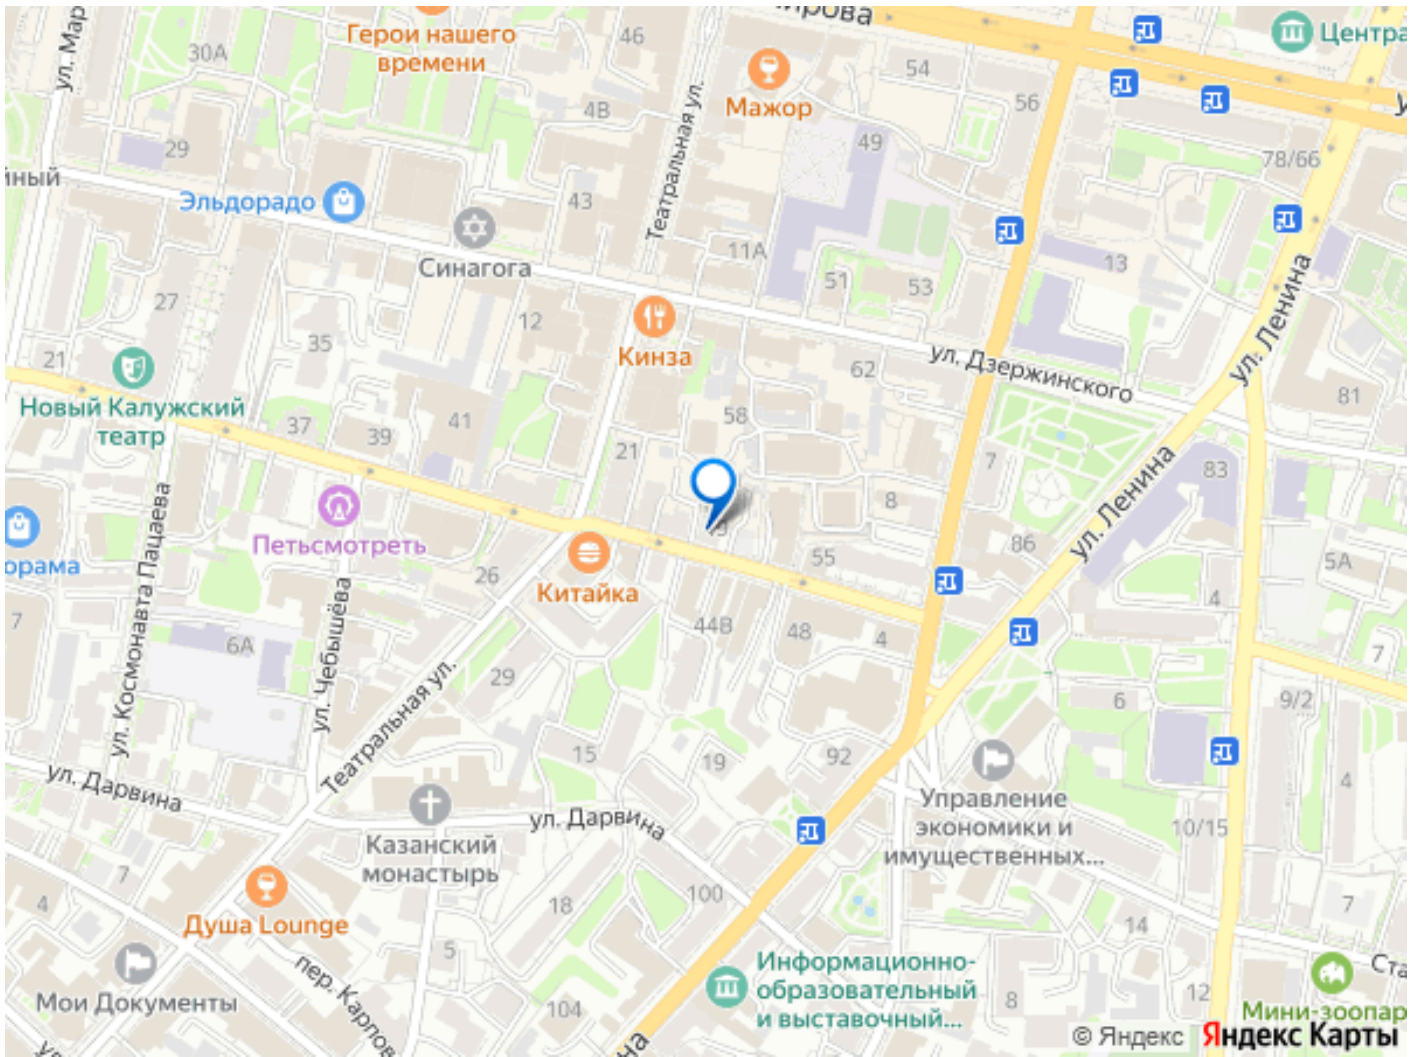 Герои нашего
времени
46
30А
ул. Мар
54
Мажор
Центра
56
4В
49
78/66
29
Театральная ул.
Эльдорадо
43
Синагога
11А
51
53
13
27
12
Кинза
35
21
ул. Дзержинского
62
ул. Ленина
81
Новый Калужский
театр
37
39
41
58
21
7
8
ул. Ленина
83
Петьсмотреть
ул. Космонавта Пацаева
26
Китайка
55
86
5А
4
7
6А
ул. Чебышёва
44В
48
4
29
Театральная ул.
7
6
9/2
15
19
92
4
ул. Дарвина
Казанский
монастырь
ул. Дарвина
Управление
экономики и
имущественных...
10/15
7
4
Душа Lounge
18
100
14
7
Мои Документы
5
пер. Карпов
104
Информационно-
образовательный
и выставочный...
8
12
Ста
Мини-зоопар
© Яндекс
Яндекс Карты